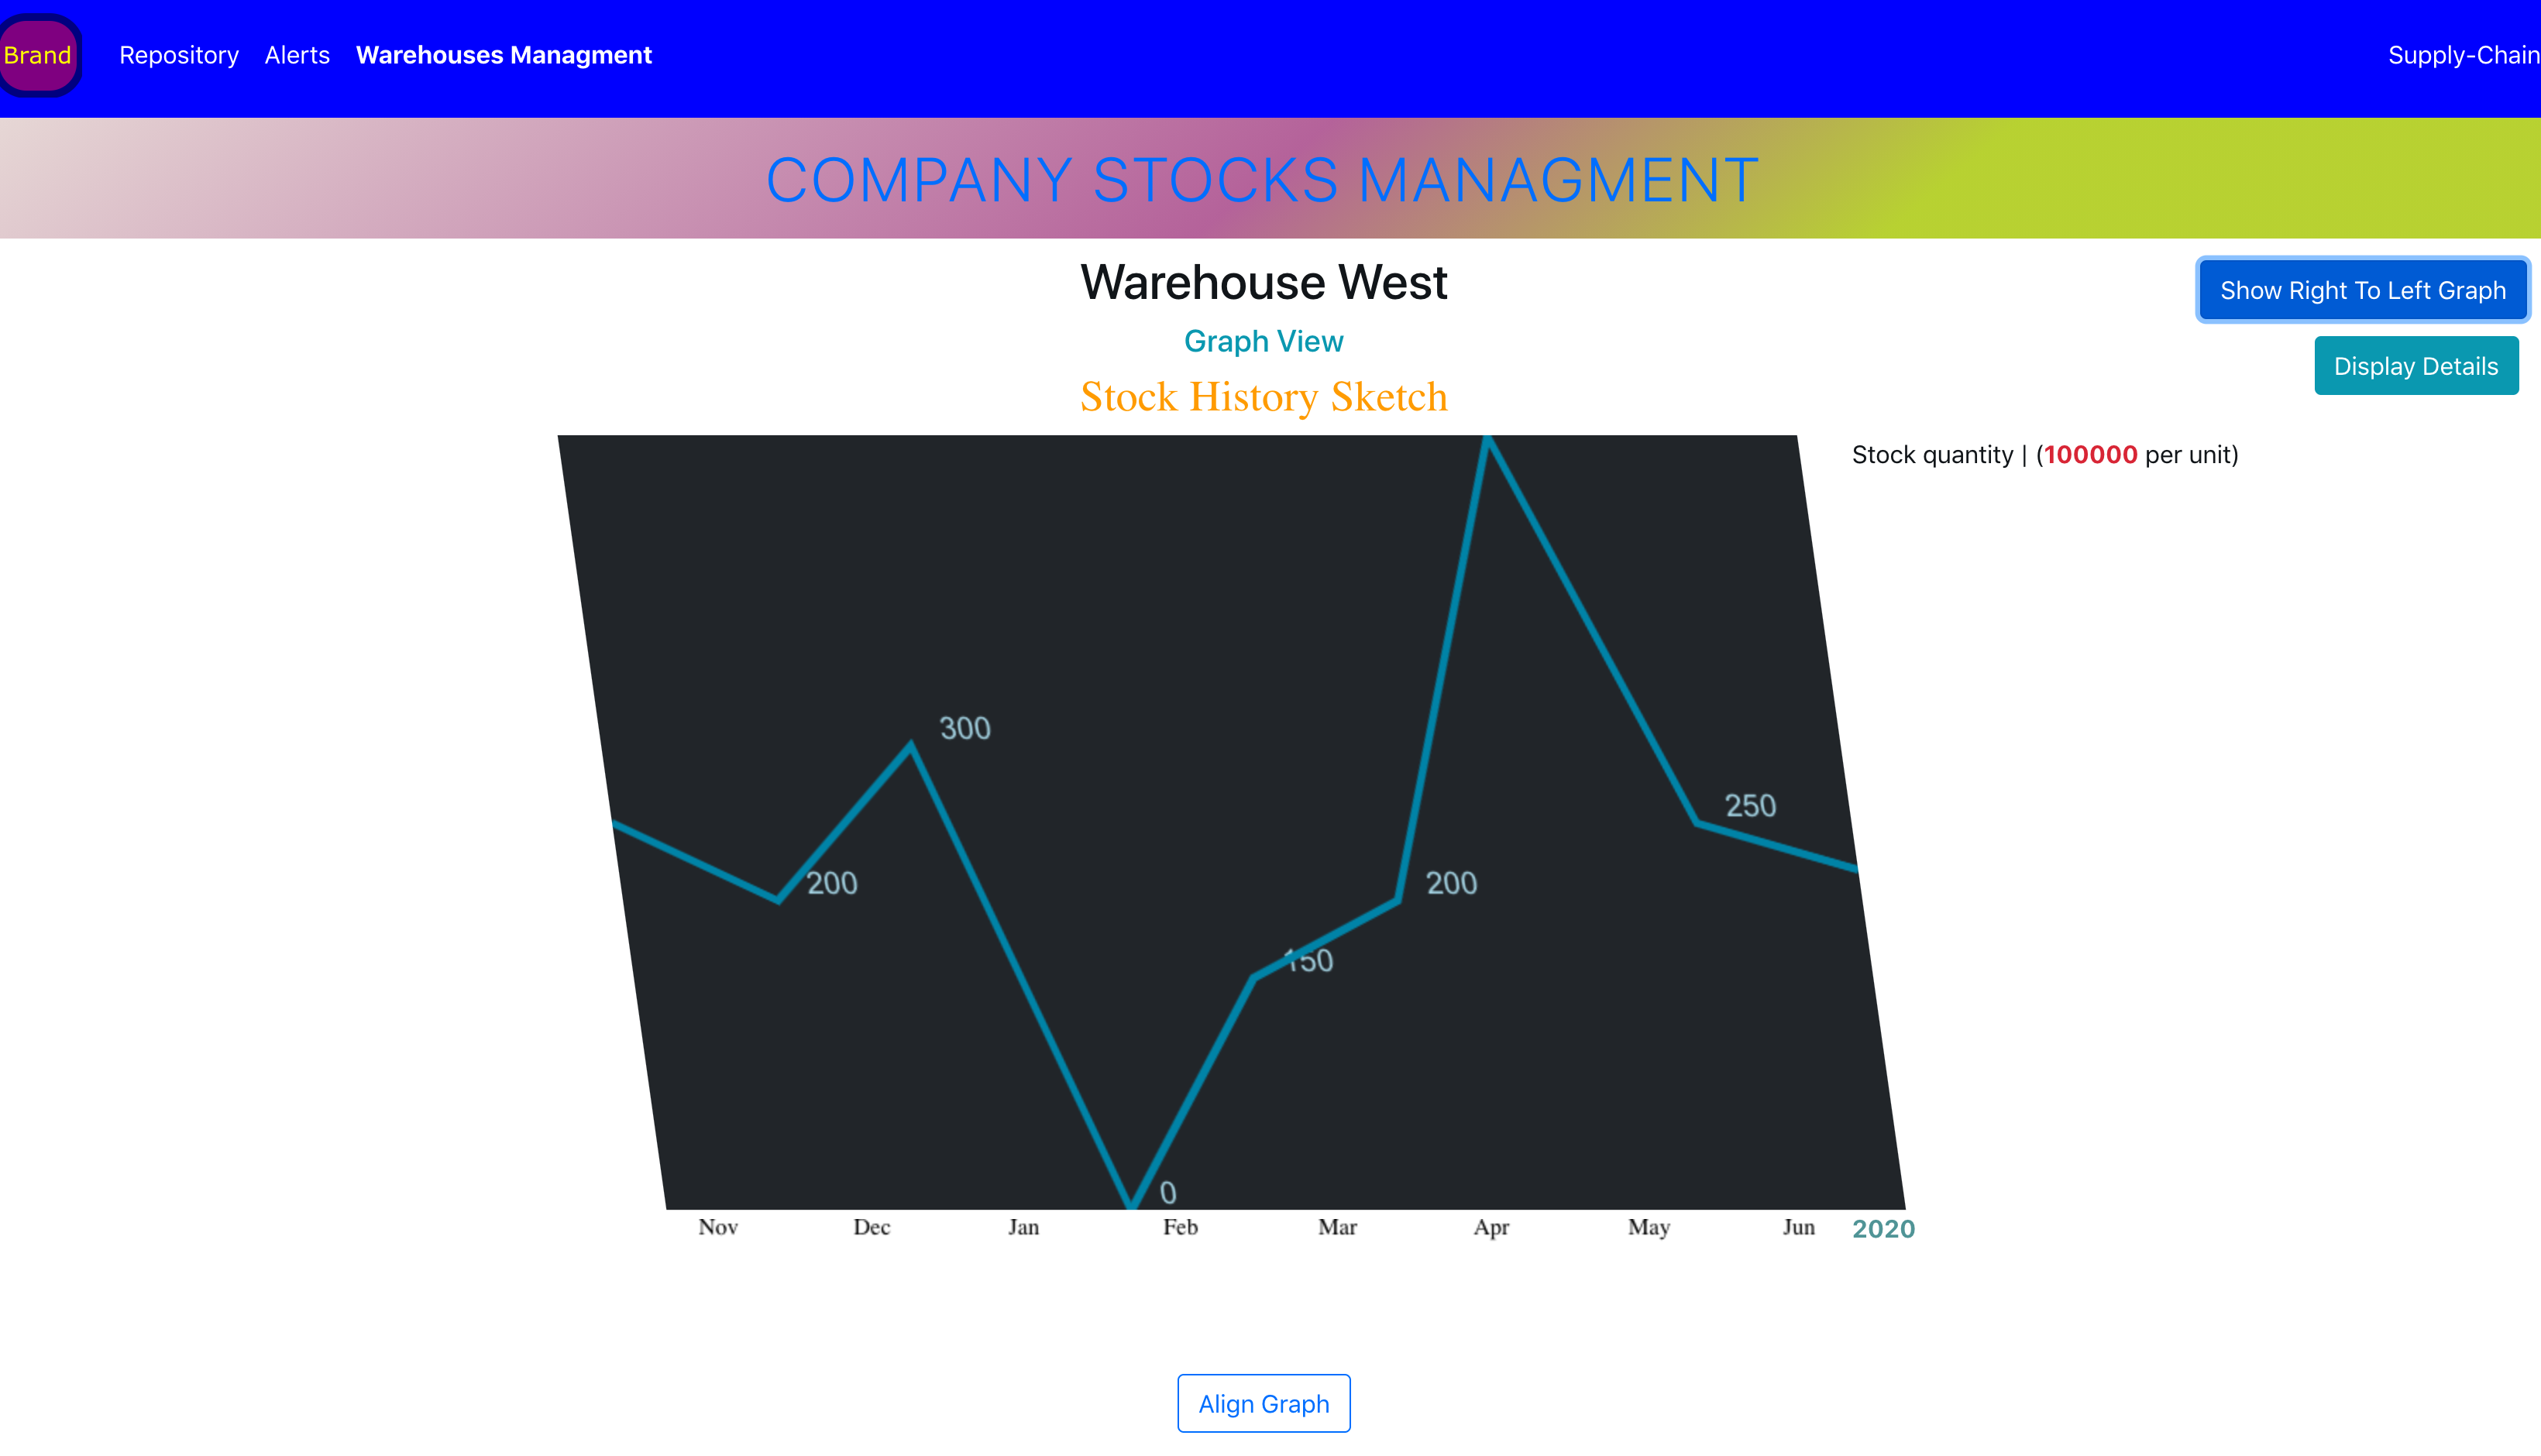 Brand Repository Alerts Warehouses Managment Supply-Chain
COMPANY STOCKS MANAGMENT
Warehouse West
Show Right To Left Graph
Graph View
Display Details
Stock History Sketch
Stock quantity | (100000 per unit)
300
250
200
200
150
0
Nov Dec Jan Feb Mar Apr May Jun 2020
Align Graph